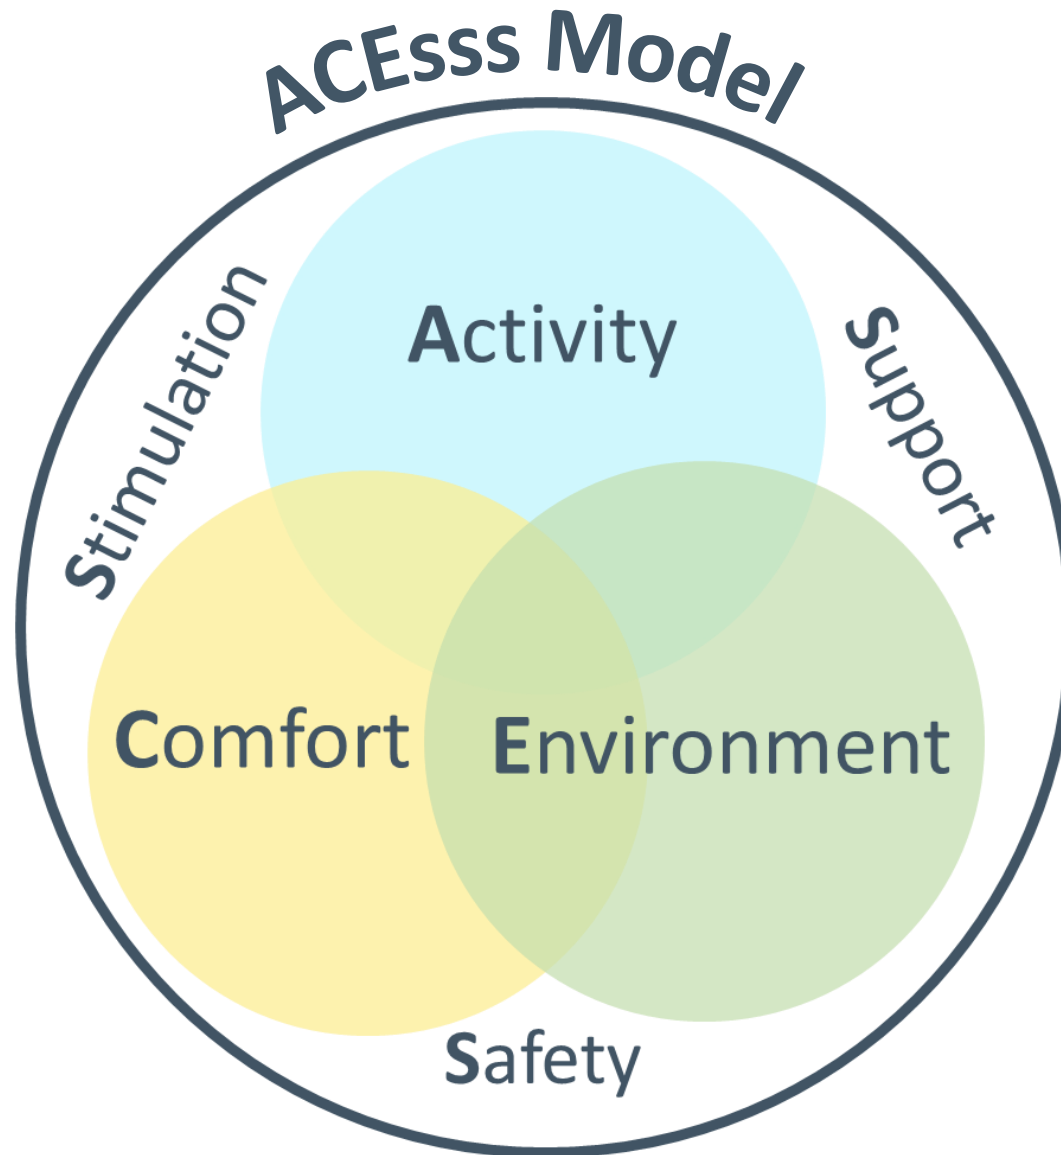 ACEsss Model
Activity
Stimulation
Support
Comfort
Environment
Safety